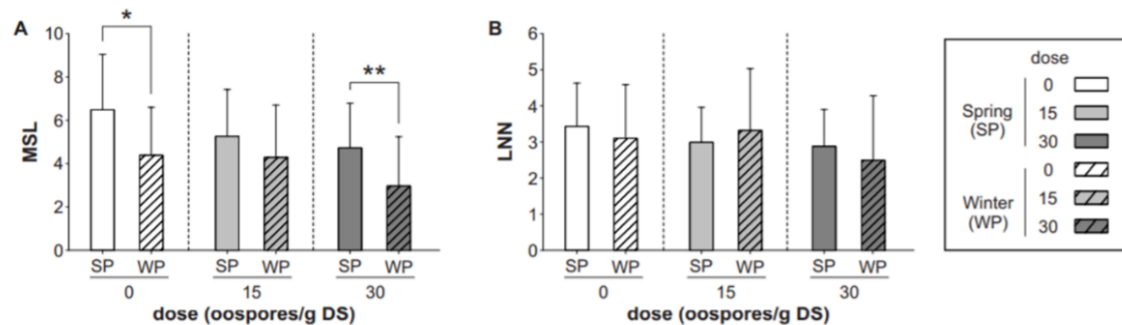 A
MSL
10
8
6
4
2
0
*
**
SP WP SP WP SP WP
0 15 30
dose (oospores/g DS)
B
LNN
6
5
4
3
2
1
0
SP WP SP WP SP WP
0 15 30
dose (oospores/g DS)
dose
Spring
(SP)
0
15
30
Winter
(WP)
0
15
30